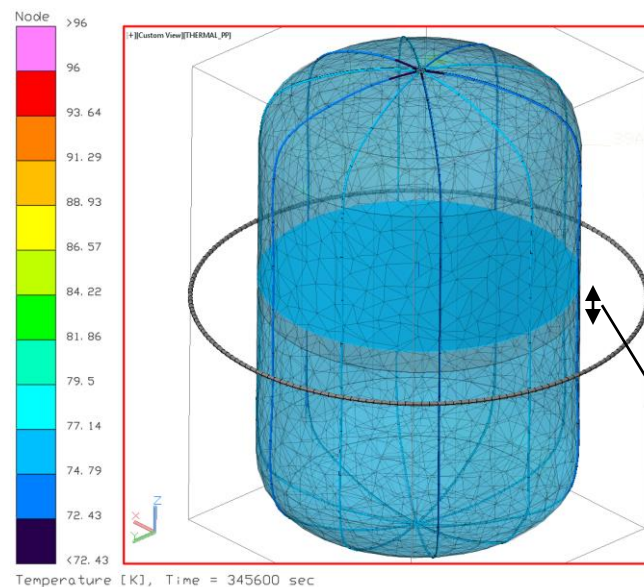 Node
>96
[+][Custom View][THERMAL_PP]
96
93.64
91.29
88.93
86.57
84.22
81.86
79.5
77.14
74.79
72.43
<72.43
X
Y
Z
Temperature [K], Time = 345600 sec